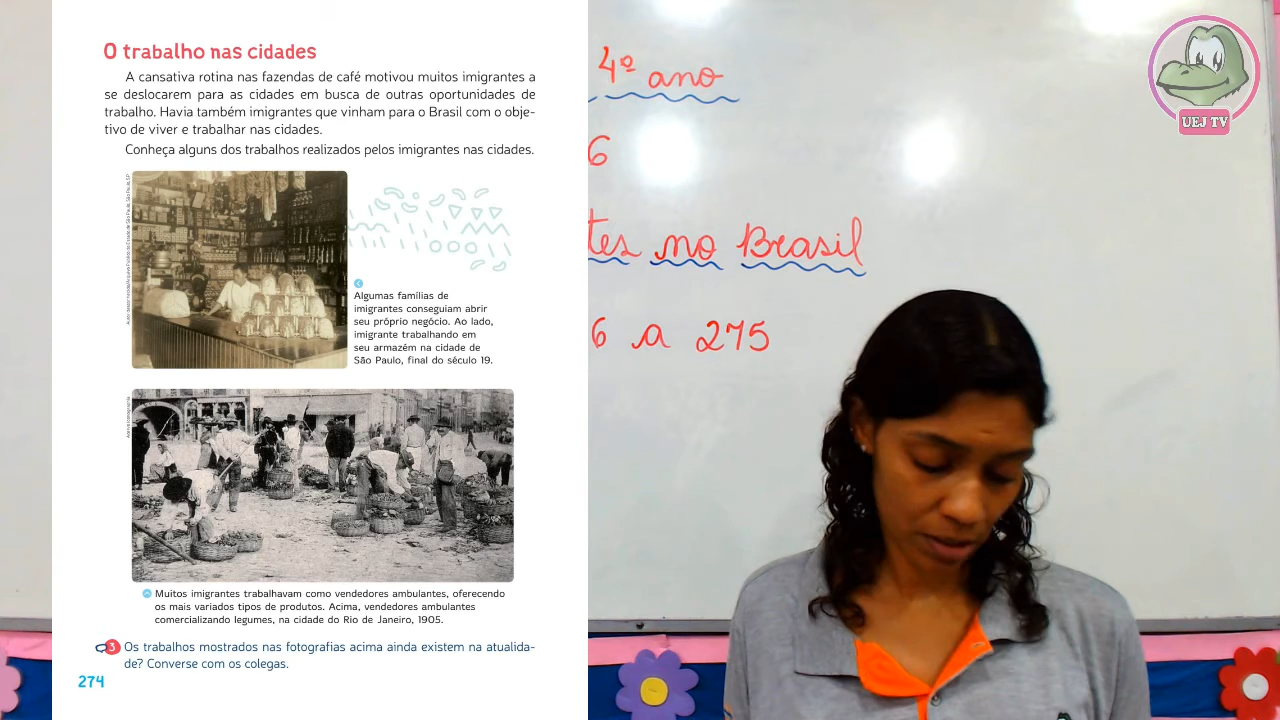 O trabalho nas cidades
A cansativa rotina nas fazendas de café motivou muitos imigrantes a
se deslocarem para as cidades em busca de outras oportunidades de
trabalho. Havia também imigrantes que vinham para o Brasil com o obje-
tivo de viver e trabalhar nas cidades.
Conheça alguns dos trabalhos realizados pelos imigrantes nas cidades.
Algumas famílias de
imigrantes conseguiam abrir
seu próprio negócio. Ao lado,
imigrante trabalhando em
seu armazém na cidade de
São Paulo, final do século 19.
Muitos imigrantes trabalhavam como vendedores ambulantes, oferecendo
os mais variados tipos de produtos. Acima, vendedores ambulantes
comercializando legumes, na cidade do Rio de Janeiro, 1905.
3 Os trabalhos mostrados nas fotografias acima ainda existem na atualida-
de? Converse com os colegas.
274
4º ano
6
tes no Brasil
6 a 275
UEJ TV